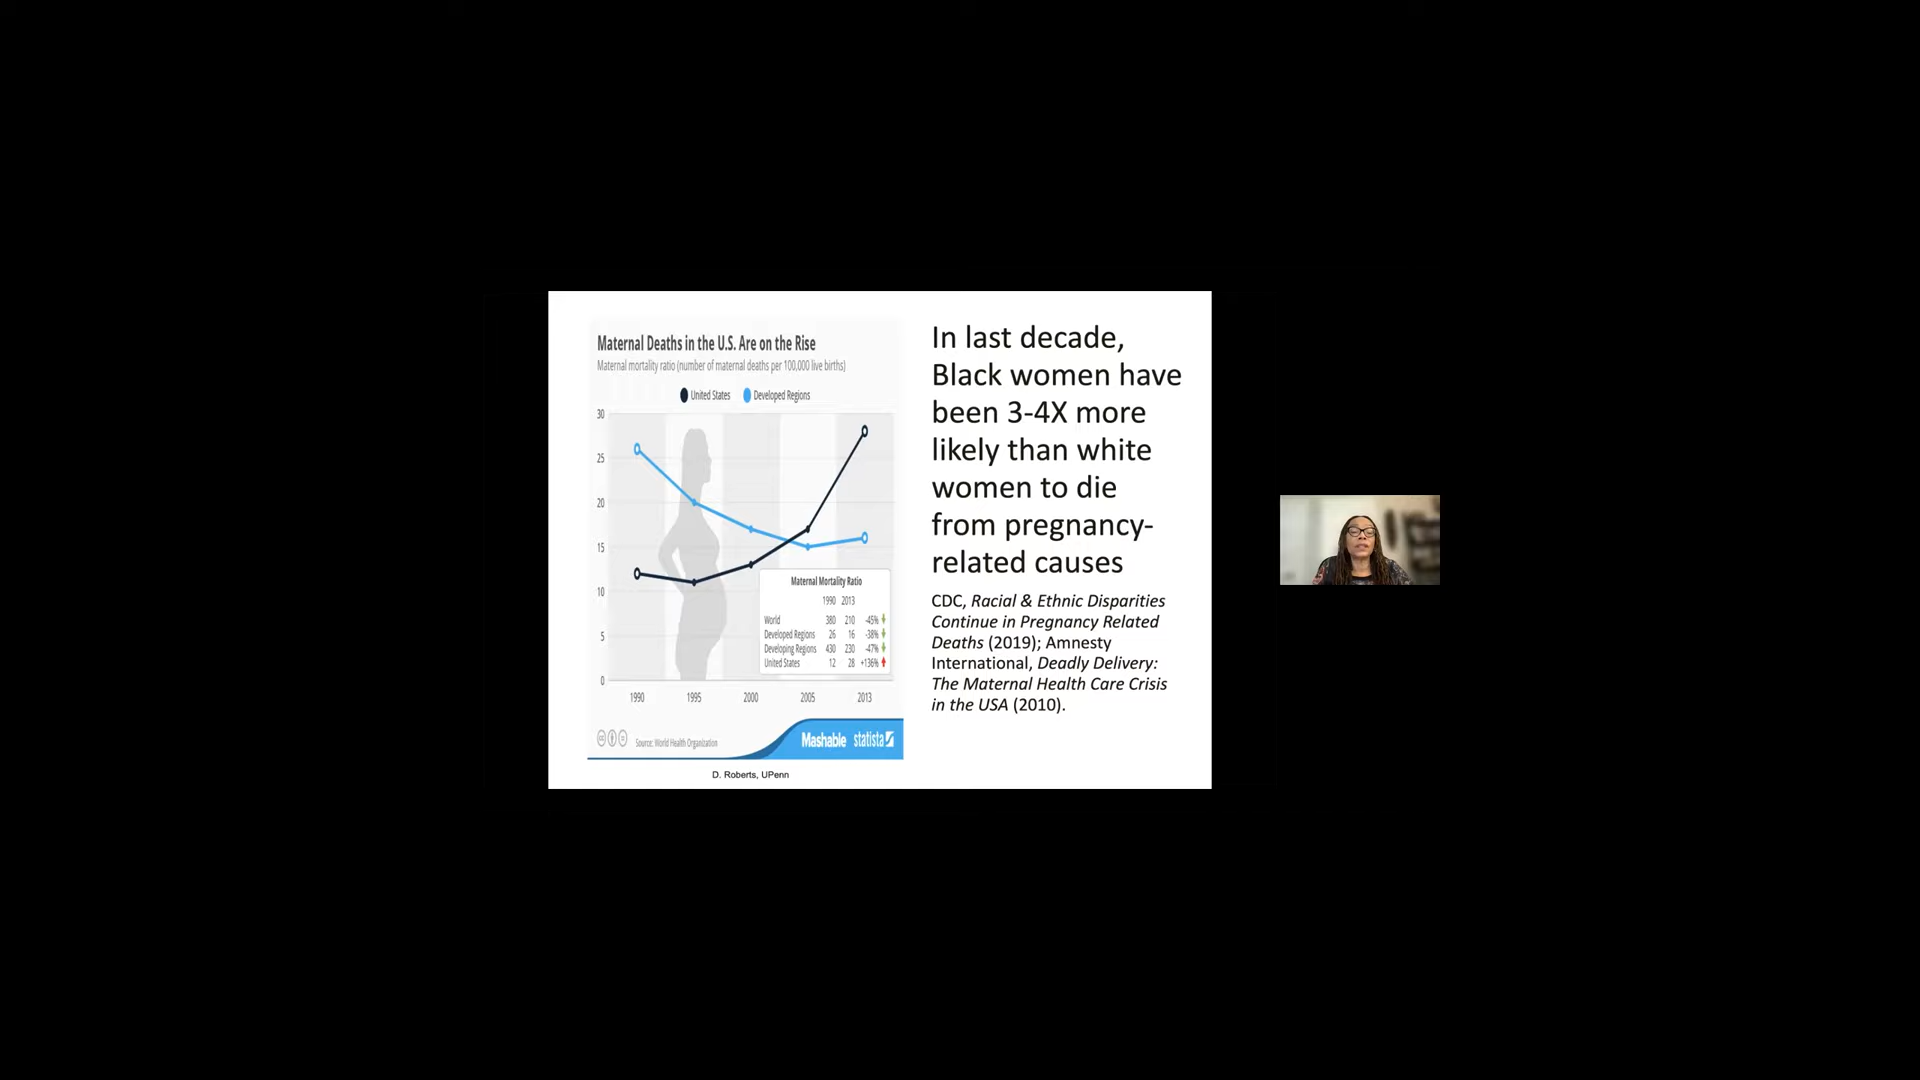 Maternal Deaths in the U.S. Are on the Rise
Maternal mortality ratio (number of maternal deaths per 100,000 live births)
United States Developed Regions
30
25
20
15
10
5
0
1990 1995 2000 2005 2013
Maternal Mortality Ratio
1990 2013
World 380 210 -45%
Developed Regions 26 16 -38%
Developing Regions 430 230 -47%
United States 12 28 +136%
Source: World Health Organization
Mashable statista
D. Roberts, UPenn
In last decade,
Black women have
been 3-4X more
likely than white
women to die
from pregnancy-
related causes
CDC, Racial & Ethnic Disparities
Continue in Pregnancy Related
Deaths (2019); Amnesty
International, Deadly Delivery:
The Maternal Health Care Crisis
in the USA (2010).